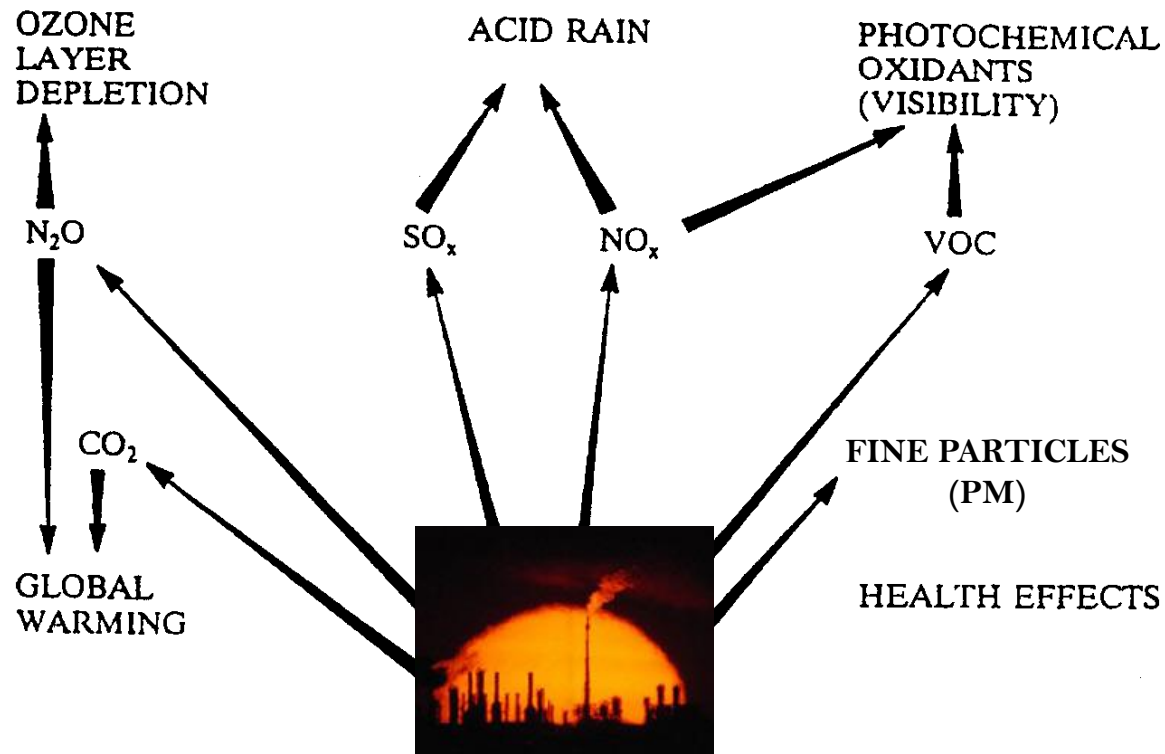 OZONE
LAYER
DEPLETION
ACID RAIN
PHOTOCHEMICAL
OXIDANTS
(VISIBILITY)
N₂O
SOₓ
NOₓ
VOC
CO₂
FINE PARTICLES
(PM)
GLOBAL
WARMING
HEALTH EFFECTS